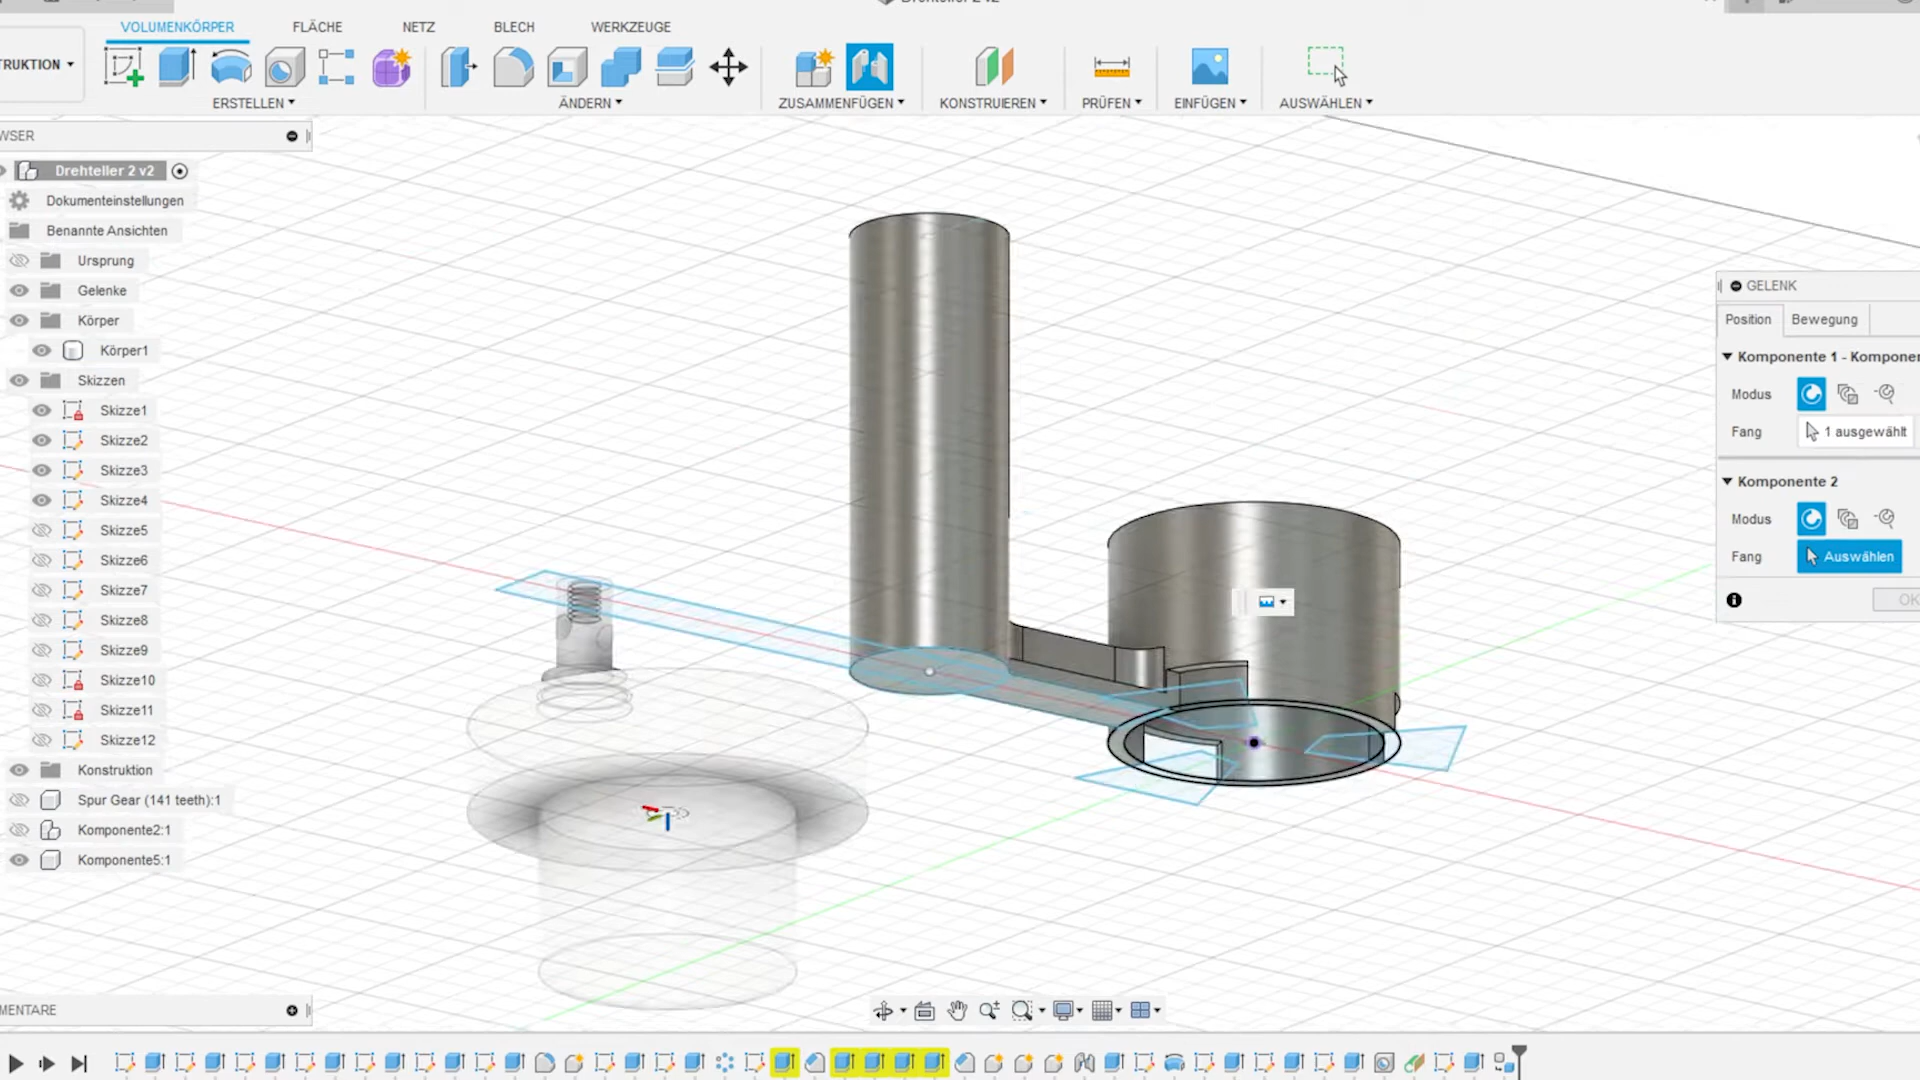 Drehteller 2 v2
VOLUMENKÖRPER FLÄCHE NETZ BLECH WERKZEUGE
TRUKTION
ERSTELLEN ÄNDERN ZUSAMMENFÜGEN KONSTRUIEREN PRÜFEN EINFÜGEN AUSWÄHLEN
WSER
Drehteller 2 v2
Dokumenteinstellungen
Benannte Ansichten
Ursprung
Gelenke
Körper
Körper1
Skizzen
Skizze1
Skizze2
Skizze3
Skizze4
Skizze5
Skizze6
Skizze7
Skizze8
Skizze9
Skizze10
Skizze11
Skizze12
Konstruktion
Spur Gear (141 teeth):1
Komponente2:1
Komponente5:1
MENTARE
GELENK
Position Bewegung
Komponente 1 - Komponen
Modus
Fang 1 ausgewählt
Komponente 2
Modus
Fang Auswählen
OK